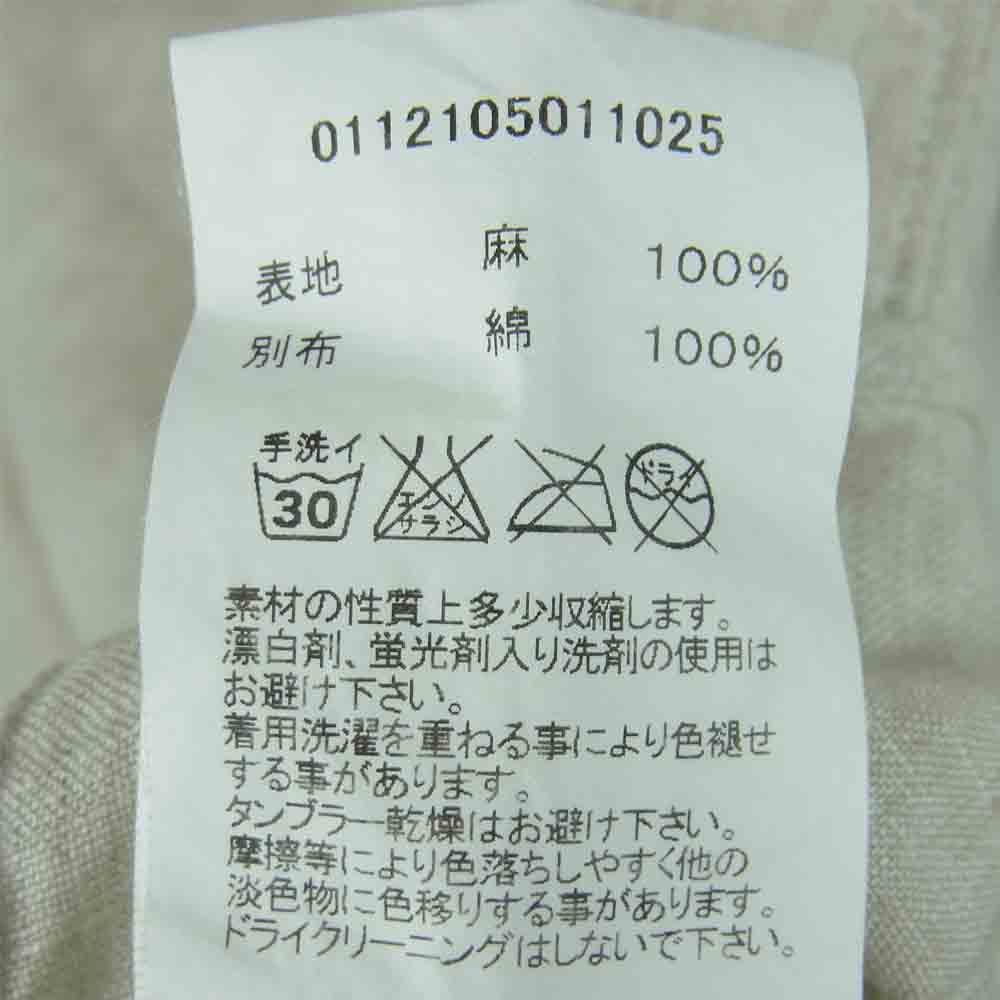 0112105011025
表地 麻 100%
別布 綿 100%
手洗イ
30
エンソ
サラシ
ドライ
素材の性質上多少収縮します。
漂白剤、蛍光剤入り洗剤の使用は
お避け下さい。
着用洗濯を重ねる事により色褪せ
する事があります。
タンブラー乾燥はお避け下さい。
摩擦等により色落ちしやすく他の
淡色物に色移りする事があります。
ドライクリーニングはしないで下さい。